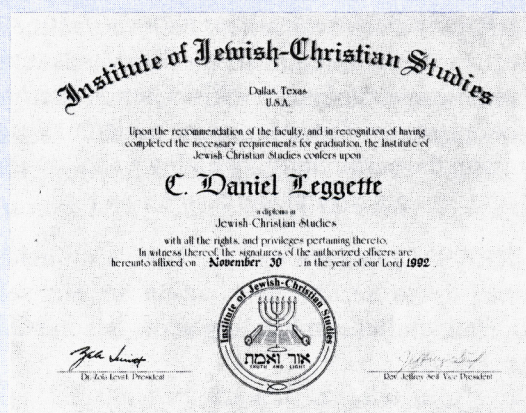 Institute of Jewish-Christian Studies
Dallas, Texas
U.S.A.
Upon the recommendation of the faculty, and in recognition of having
completed the necessary requirements for graduation, the Institute of
Jewish-Christian Studies confers upon
C. Daniel Leggette
a diploma in
Jewish-Christian Studies
with all the rights, and privileges pertaining thereto.
In witness thereof, the signatures of the authorized officers are
hereunto affixed on November 30, in the year of our Lord 1992.
Institute of Jewish-Christian Studies
אור ואמת
TRUTH AND LIGHT
Dr. Zola Levitt, President
Rev. Jeffrey Seif, Vice President